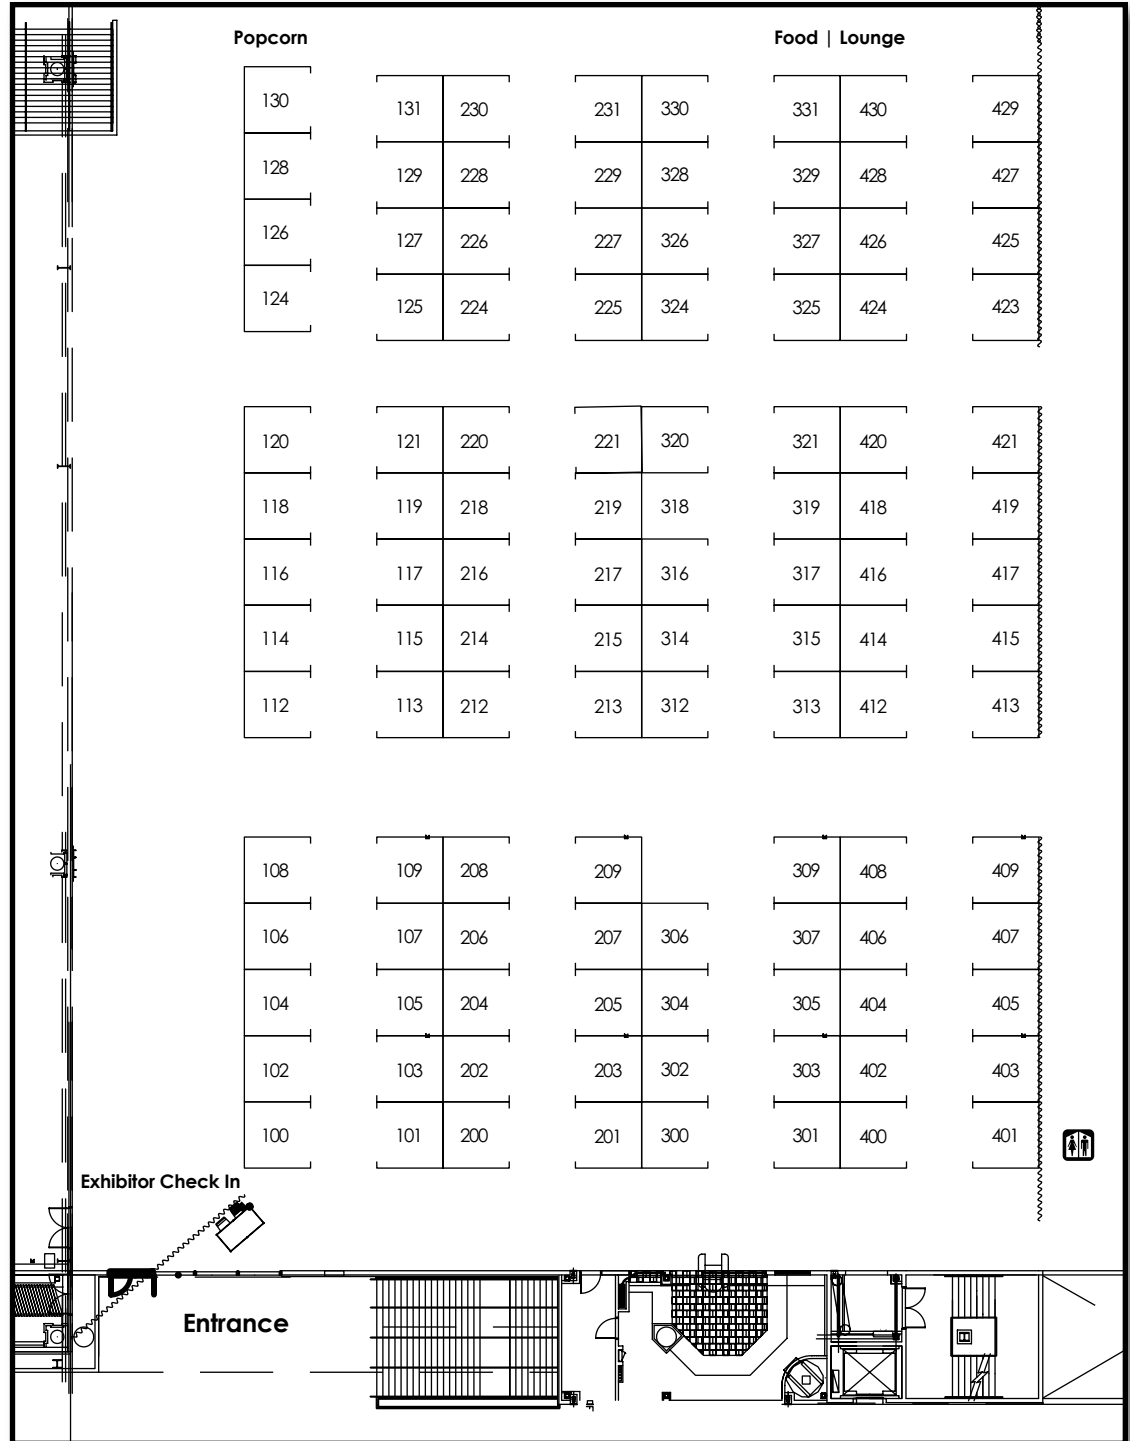 Popcorn Food | Lounge
130 131 230 231 330 331 430 429
128 129 228 229 328 329 428 427
126 127 226 227 326 327 426 425
124 125 224 225 324 325 424 423
120 121 220 221 320 321 420 421
118 119 218 219 318 319 418 419
116 117 216 217 316 317 416 417
114 115 214 215 314 315 414 415
112 113 212 213 312 313 412 413
108 109 208 209 309 408 409
106 107 206 207 306 307 406 407
104 105 204 205 304 305 404 405
102 103 202 203 302 303 402 403
100 101 200 201 300 301 400 401
Exhibitor Check In
Entrance